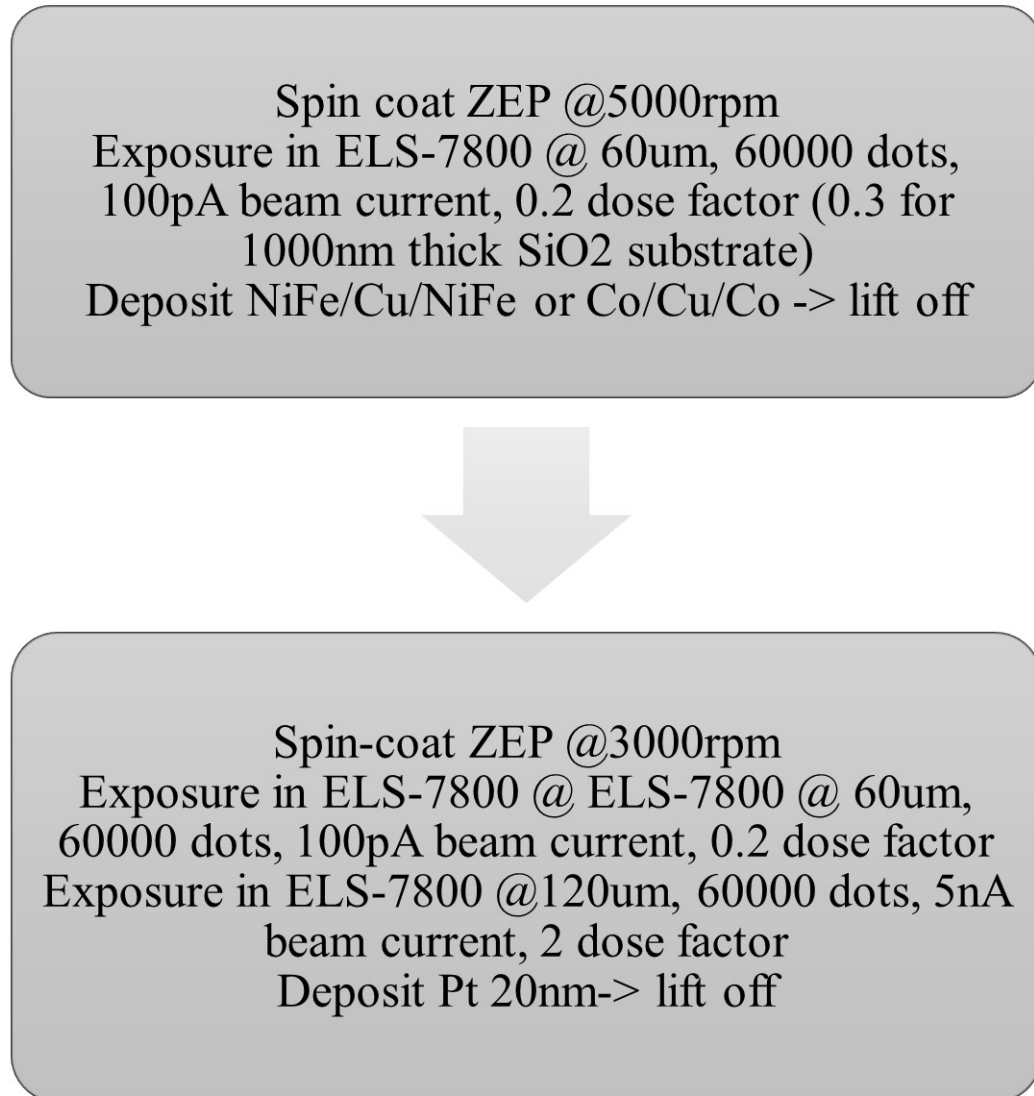 Spin coat ZEP @5000rpm
Exposure in ELS-7800 @ 60um, 60000 dots,
100pA beam current, 0.2 dose factor (0.3 for
1000nm thick SiO2 substrate)
Deposit NiFe/Cu/NiFe or Co/Cu/Co -> lift off
Spin-coat ZEP @3000rpm
Exposure in ELS-7800 @ ELS-7800 @ 60um,
60000 dots, 100pA beam current, 0.2 dose factor
Exposure in ELS-7800 @120um, 60000 dots, 5nA
beam current, 2 dose factor
Deposit Pt 20nm-> lift off